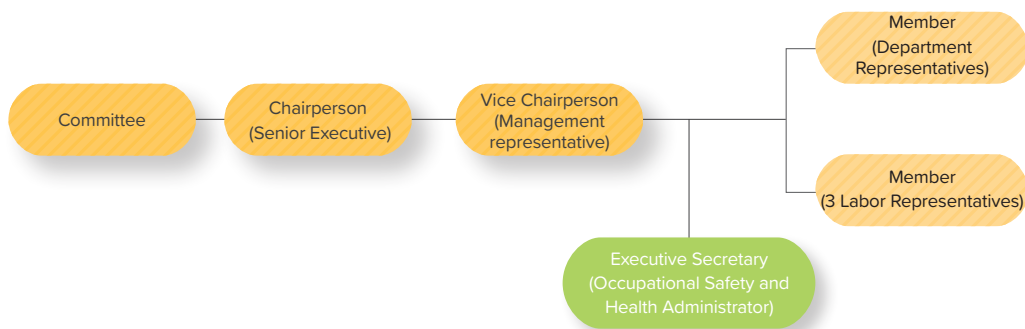 Committee
Chairperson
(Senior Executive)
Vice Chairperson
(Management
representative)
Member
(Department
Representatives)
Member
(3 Labor Representatives)
Executive Secretary
(Occupational Safety and
Health Administrator)